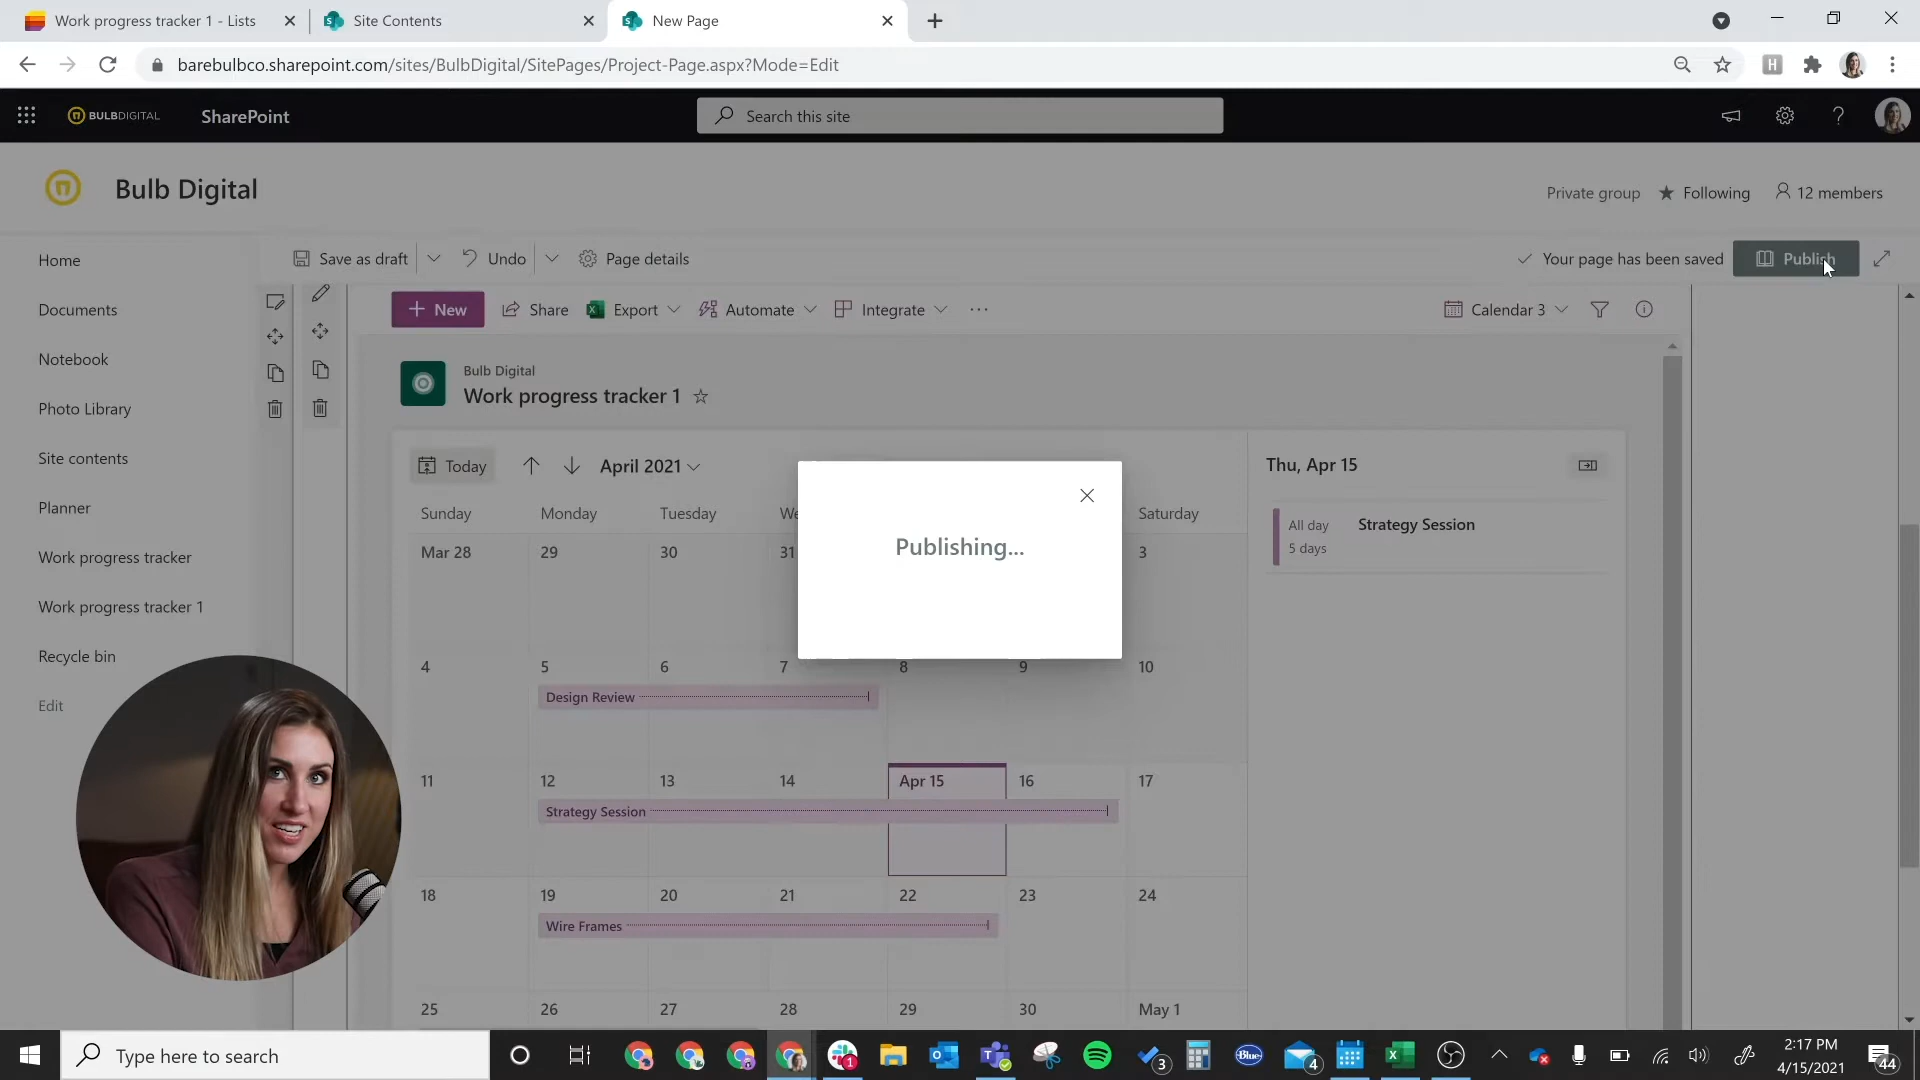 Work progress tracker 1 - Lists
Site Contents
New Page
barebulbco.sharepoint.com/sites/BulbDigital/SitePages/Project-Page.aspx?Mode=Edit
H
BULBDIGITAL
SharePoint
Search this site
?
Bulb Digital
Private group
Following
12 members
Home
Documents
Notebook
Photo Library
Site contents
Planner
Work progress tracker
Work progress tracker 1
Recycle bin
Edit
Save as draft
Undo
Page details
Your page has been saved
Publish
New
Share
Export
Automate
Integrate
Calendar 3
Bulb Digital
Work progress tracker 1
Today
April 2021
Sunday Monday Tuesday We Saturday
Mar 28 29 30 31 3
Publishing...
4 5 6 7 8 9 10
Design Review
11 12 13 14 Apr 15 16 17
Strategy Session
18 19 20 21 22 23 24
Wire Frames
25 26 27 28 29 30 May 1
Thu, Apr 15
All day Strategy Session
5 days
Type here to search
1
3
Blue
4
2:17 PM
4/15/2021
44